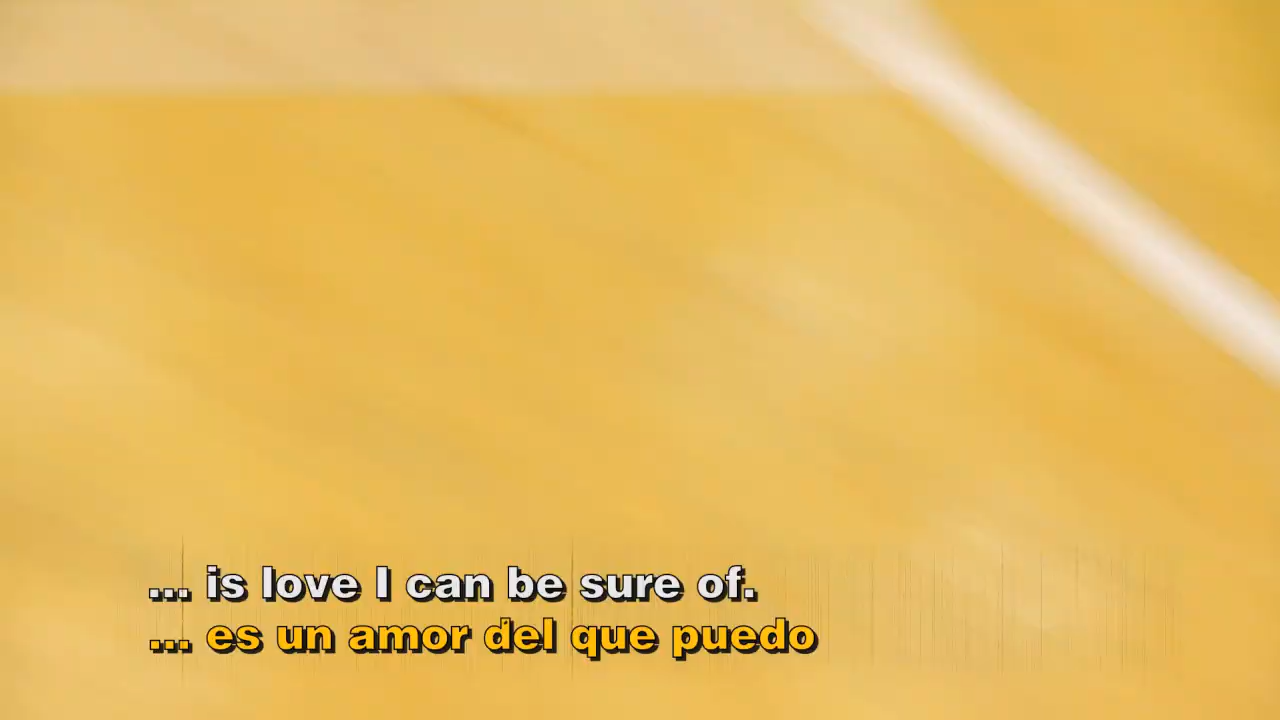 ... is love I can be sure of.
... es un amor del que puedo